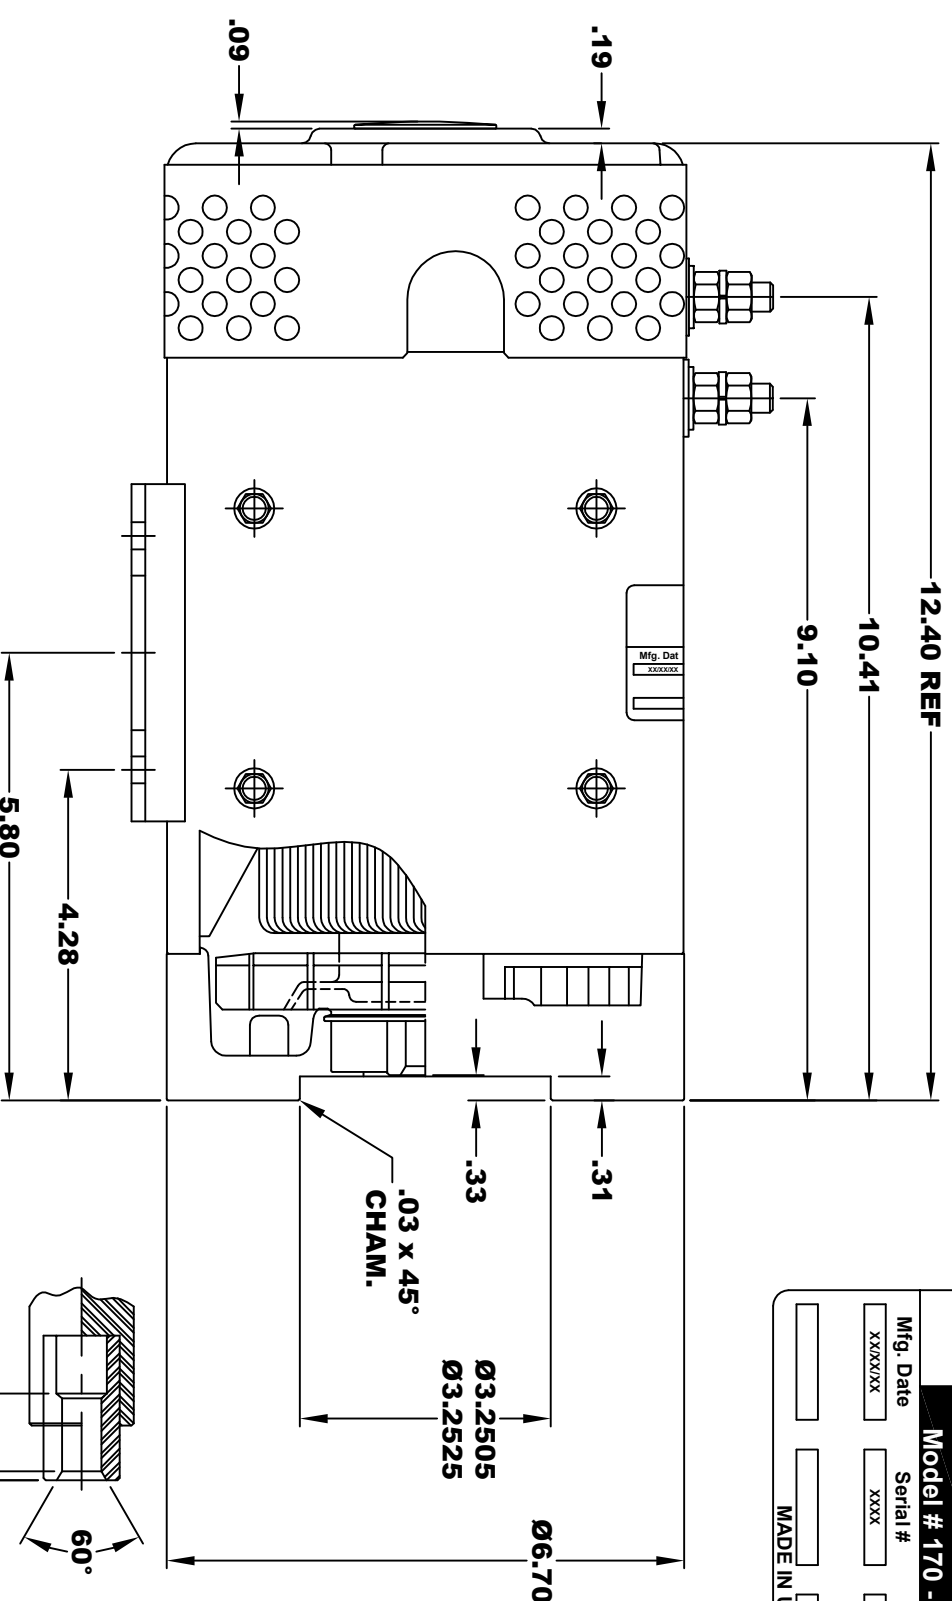 .09
.19
12.40 REF
10.41
9.10
Mfg. Dat
XX/XX/XX
5.80
4.28
.31
.33
.03 x 45°
CHAM.
Ø3.2505
Ø3.2525
Ø6.70
60°
Model # 170 -
Mfg. Date
Serial #
XX/XX/XX
XXXX
MADE IN